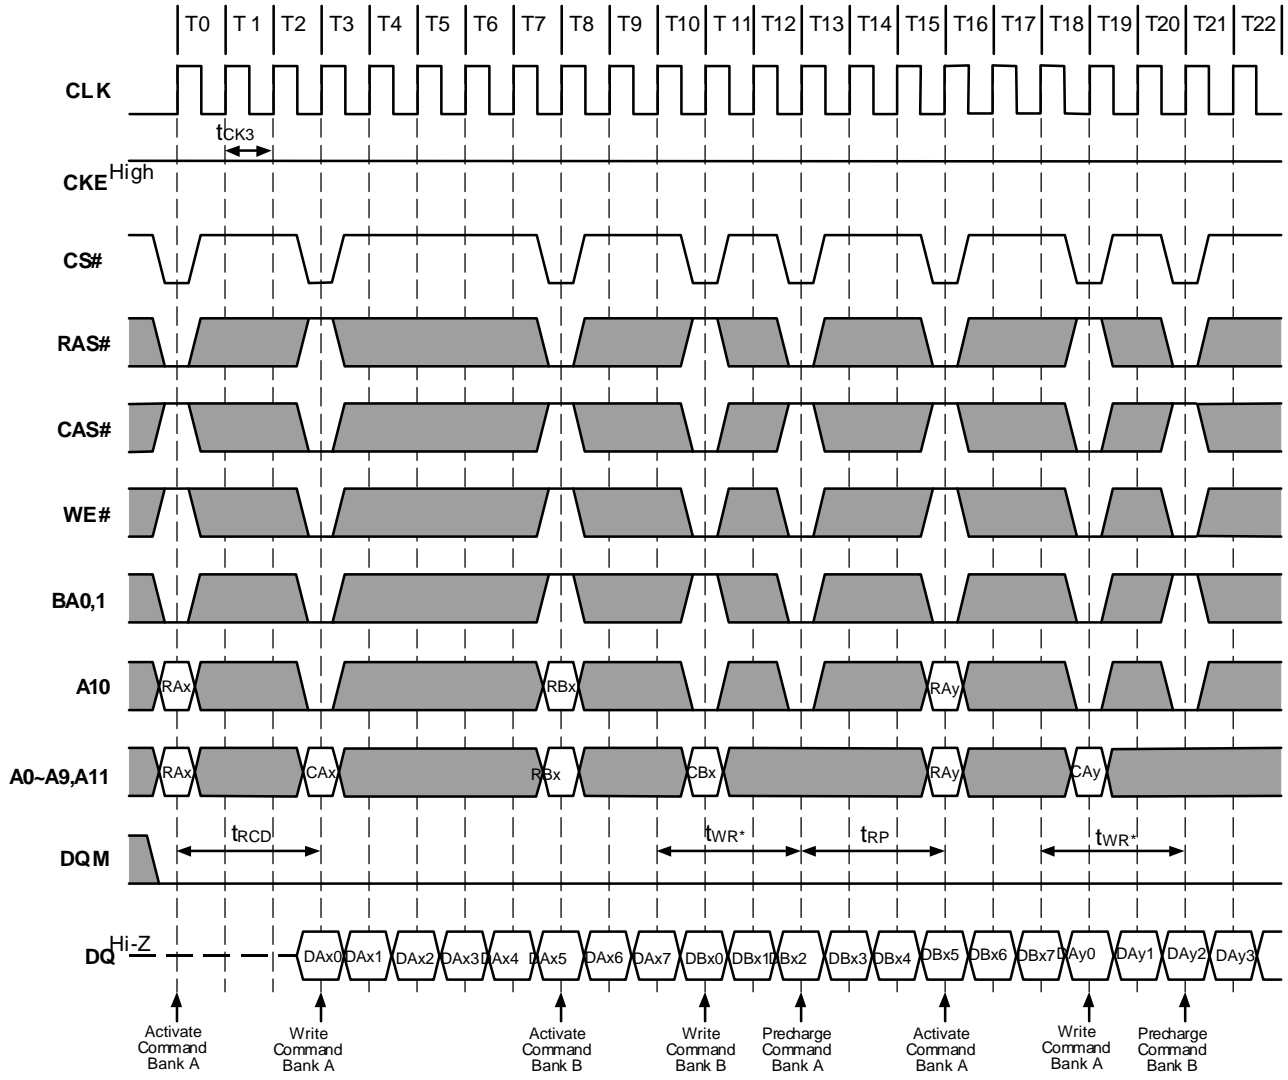 T0 T 1 T2 T3 T4 T5 T6 T7 T8 T9 T10 T 11 T12 T13 T14 T15 T16 T17 T18 T19 T20 T21 T22
CLK
tCK3
CKE High
CS#
RAS#
CAS#
WE#
BA0,1
A10 RAx RBx RAy
A0~A9,A11 RAx CAx RBx CBx RAy CAy
DQM tRCD tWR* tRP tWR*
DQ Hi-Z DAx0 DAx1 DAx2 DAx3 DAx4 DAx5 DAx6 DAx7 DBx0 DBx1 DBx2 DBx3 DBx4 DBx5 DBx6 DBx7 DAy0 DAy1 DAy2 DAy3
Activate
Command
Bank A
Write
Command
Bank A
Activate
Command
Bank B
Write
Command
Bank B
Precharge
Command
Bank A
Activate
Command
Bank A
Write
Command
Bank A
Precharge
Command
Bank B